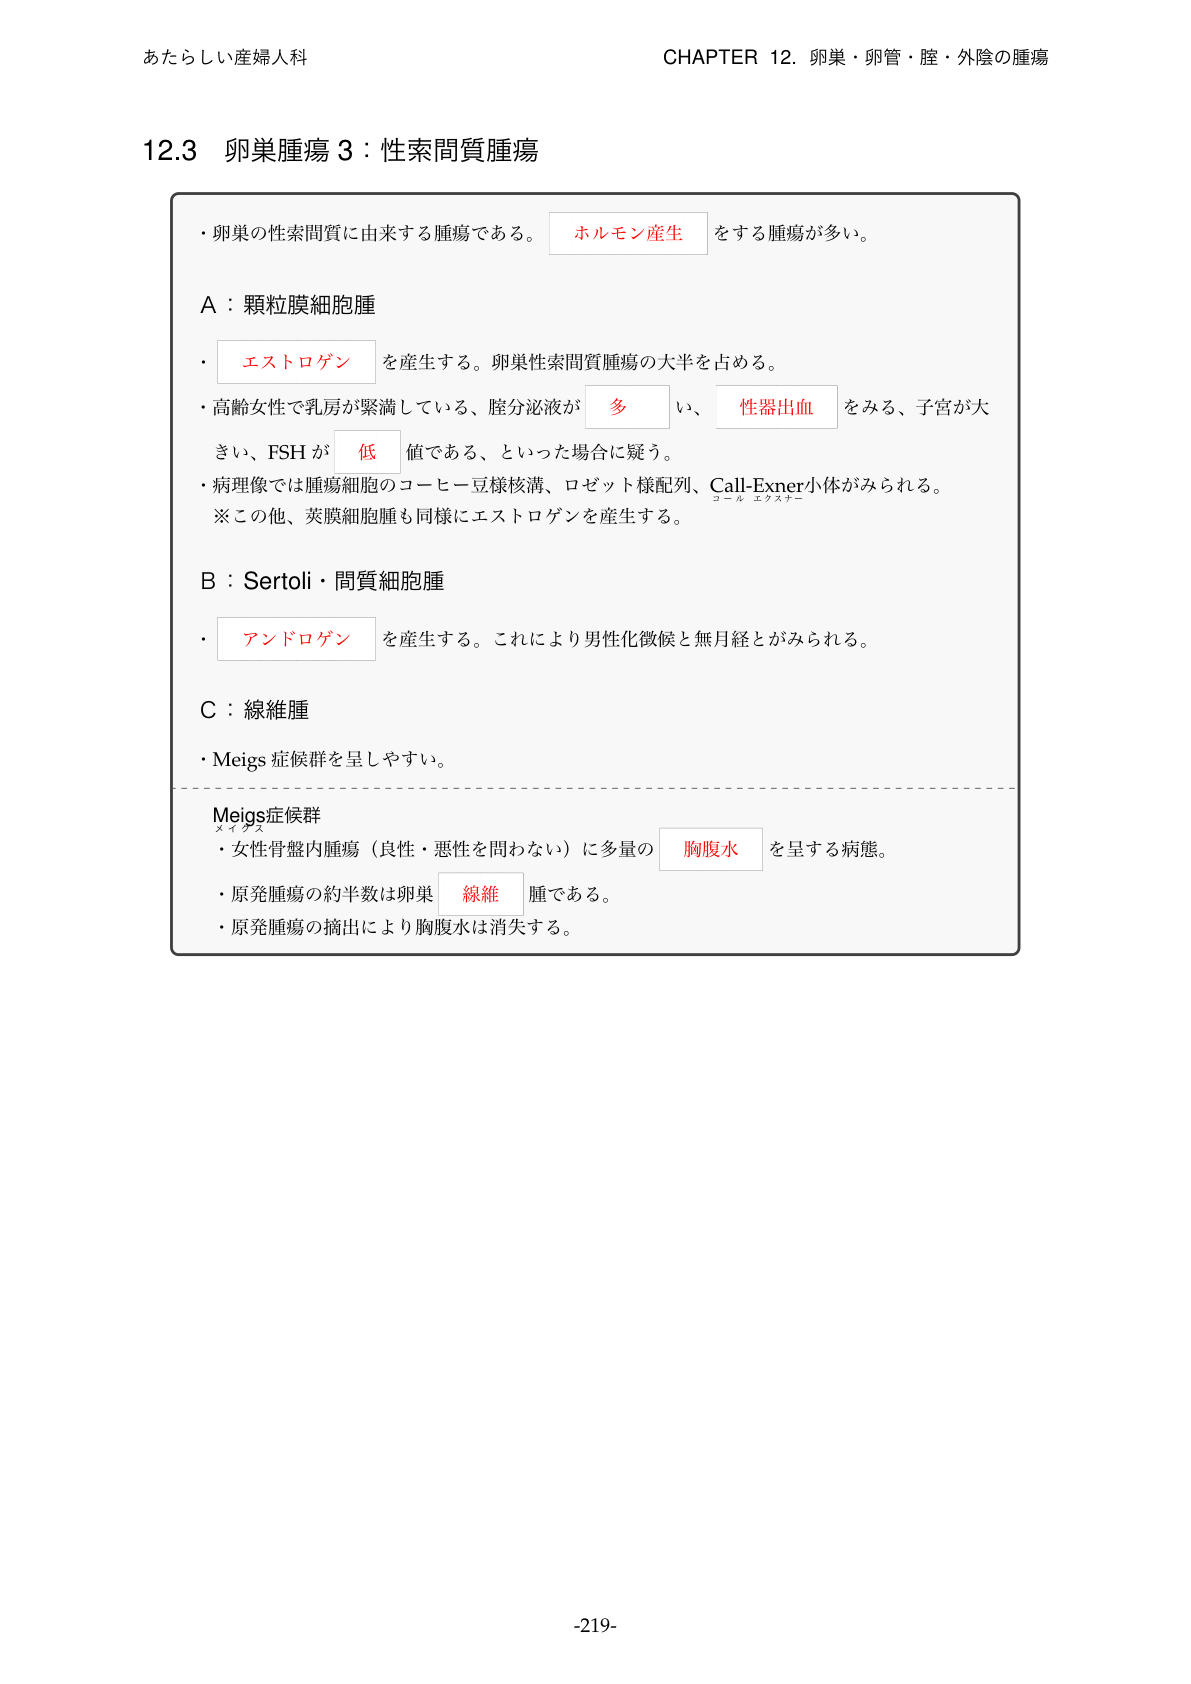 あたらしい産婦人科
CHAPTER 12. 卵巣・卵管・腟・外陰の腫瘍
12.3 卵巣腫瘍 3：性索間質腫瘍
・卵巣の性索間質に由来する腫瘍である。 ホルモン産生 をする腫瘍が多い。
A：顆粒膜細胞腫
・ エストロゲン を産生する。卵巣性索間質腫瘍の大半を占める。
・高齢女性で乳房が緊満している、腟分泌液が 多 い、 性器出血 をみる、子宮が大
きい、FSH が 低 値である、といった場合に疑う。
・病理像では腫瘍細胞のコーヒー豆様核溝、ロゼット様配列、Call-Exner小体がみられる。
コール エクスナー
※この他、莢膜細胞腫も同様にエストロゲンを産生する。
B：Sertoli・間質細胞腫
・ アンドロゲン を産生する。これにより男性化徴候と無月経とがみられる。
C：線維腫
・Meigs 症候群を呈しやすい。
Meigs症候群
メイグス
・女性骨盤内腫瘍（良性・悪性を問わない）に多量の 胸腹水 を呈する病態。
・原発腫瘍の約半数は卵巣 線維 腫である。
・原発腫瘍の摘出により胸腹水は消失する。
-219-